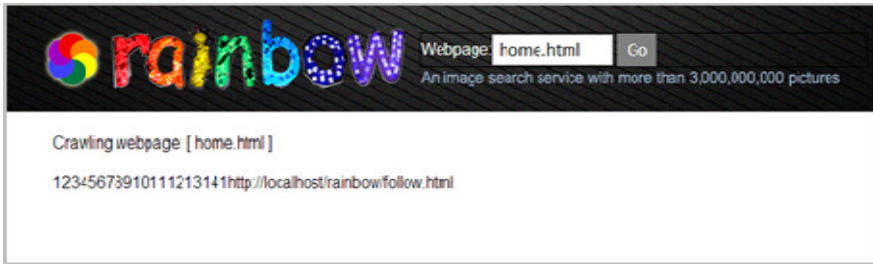 rainbow
Webpage: home.html Go
An image search service with more than 3,000,000,000 pictures
Crawling webpage: [ home.html ]
12345678910111213141http://localhost/rainbow/follow.html